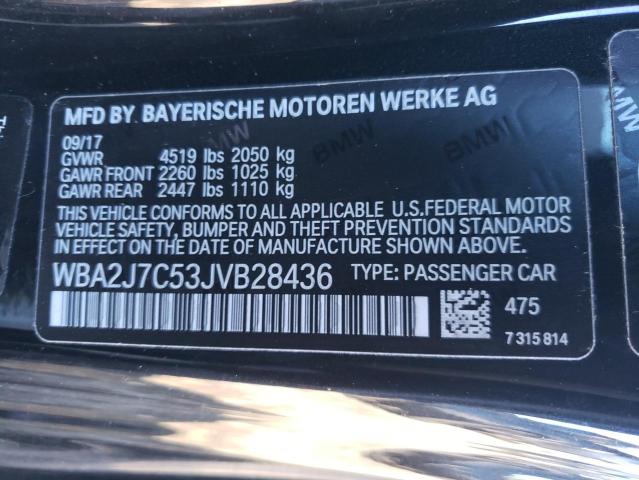 MFD BY BAYERISCHE MOTOREN WERKE AG
09/17
GVWR 4519 lbs 2050 kg
GAWR FRONT 2260 lbs 1025 kg
GAWR REAR 2447 lbs 1110 kg
THIS VEHICLE CONFORMS TO ALL APPLICABLE U.S.FEDERAL MOTOR
VEHICLE SAFETY, BUMPER AND THEFT PREVENTION STANDARDS
IN EFFECT ON THE DATE OF MANUFACTURE SHOWN ABOVE.
WBA2J7C53JVB28436 TYPE: PASSENGER CAR
475
7 315 814
BMW
BMW
BMW